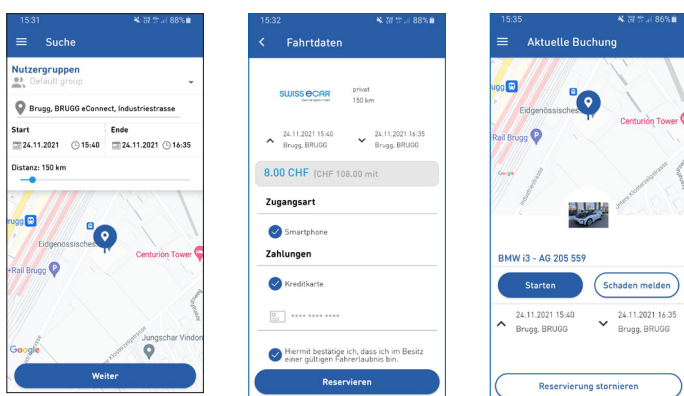 15:31
88%
Suche
Nutzergruppen
Default group
Brugg, BRUGG eConnect, Industriestrasse
Start Ende
24.11.2021 15:40 24.11.2021 16:35
Distanz: 150 km
rugg
Eidgenössisches
Centurion Tower
+Rail Brugg
Jungschar Vindon
Google
Weiter
15:32
88%
Fahrtdaten
SWISS eCAR
privat
150 km
24.11.2021 15:40 24.11.2021 16:35
Brugg, BRUGG Brugg, BRUGG
8.00 CHF (CHF 108.00 mit
Zugangsart
Smartphone
Zahlungen
Kreditkarte
**** **** ****
Hiermit bestätige ich, dass ich im Besitz
einer gültigen Fahrerlaubnis bin.
Reservieren
15:35
86%
Aktuelle Buchung
ugg
Eidgenössisches
Centurion Tower
Rail Brugg
Google
Industriestrasse
BMW i3 - AG 205 559
Starten Schaden melden
24.11.2021 15:40 24.11.2021 16:35
Brugg, BRUGG Brugg, BRUGG
Reservierung stornieren